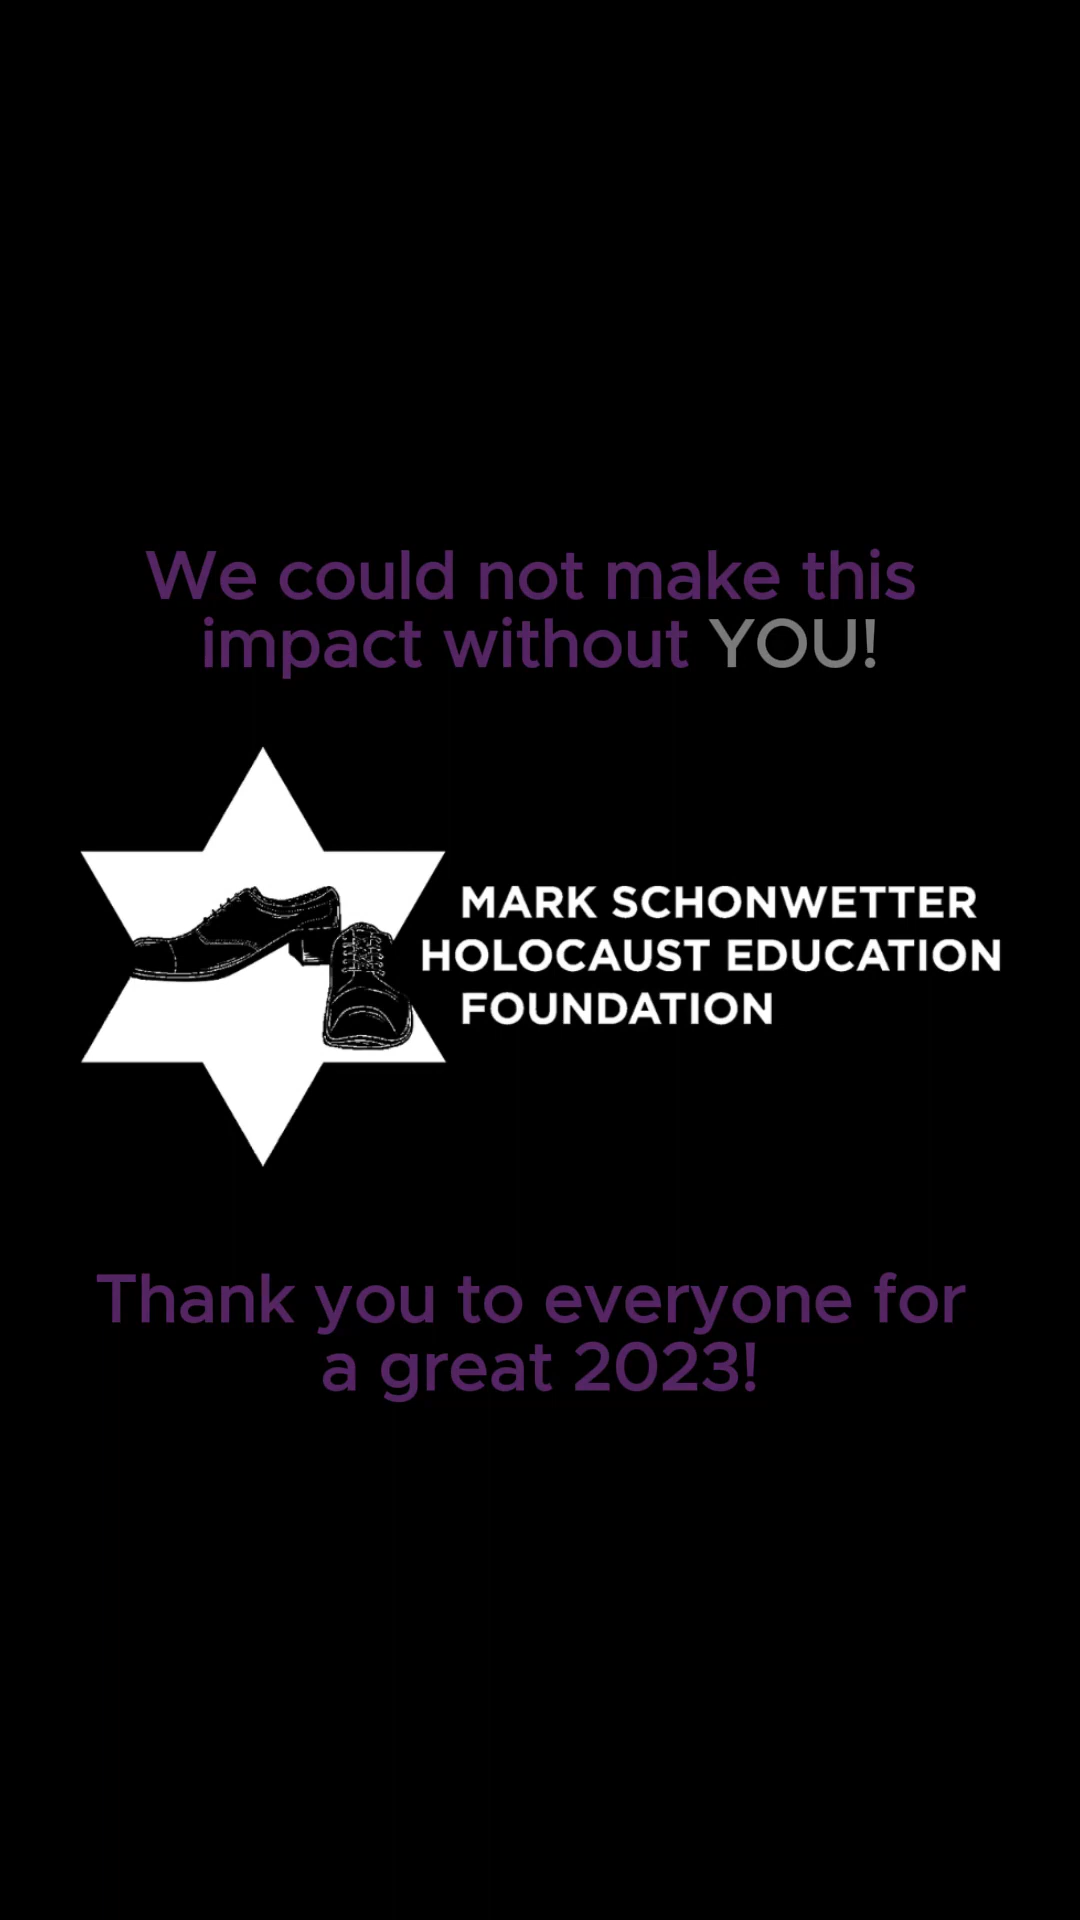 We could not make this
impact without YOU!
MARK SCHONWETTER
HOLOCAUST EDUCATION
FOUNDATION
Thank you to everyone for
a great 2023!